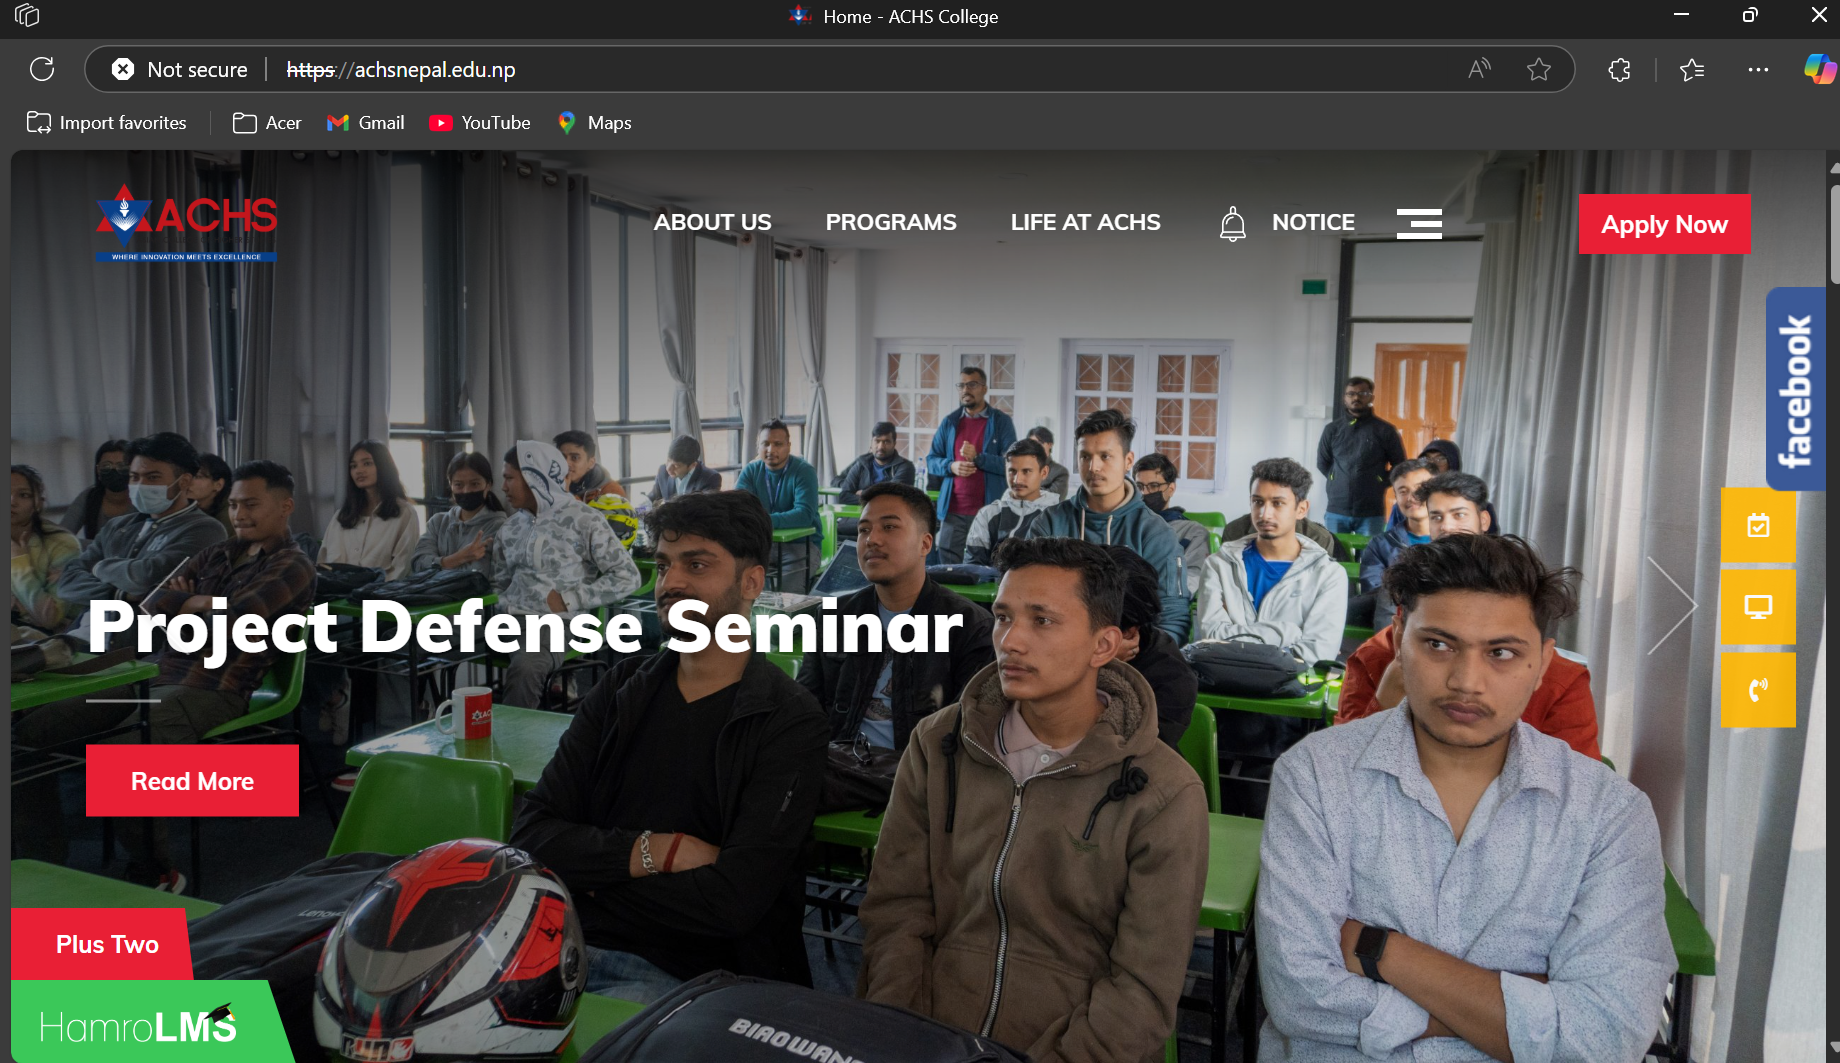 Home - ACHS College
Not secure
https://achsnepal.edu.np
Import favorites
Acer
Gmail
YouTube
Maps
ACHS
WHERE INNOVATION MEETS EXCELLENCE
ABOUT US
PROGRAMS
LIFE AT ACHS
NOTICE
Apply Now
facebook
Project Defense Seminar
Read More
Plus Two
HamroLMS
Lenovo